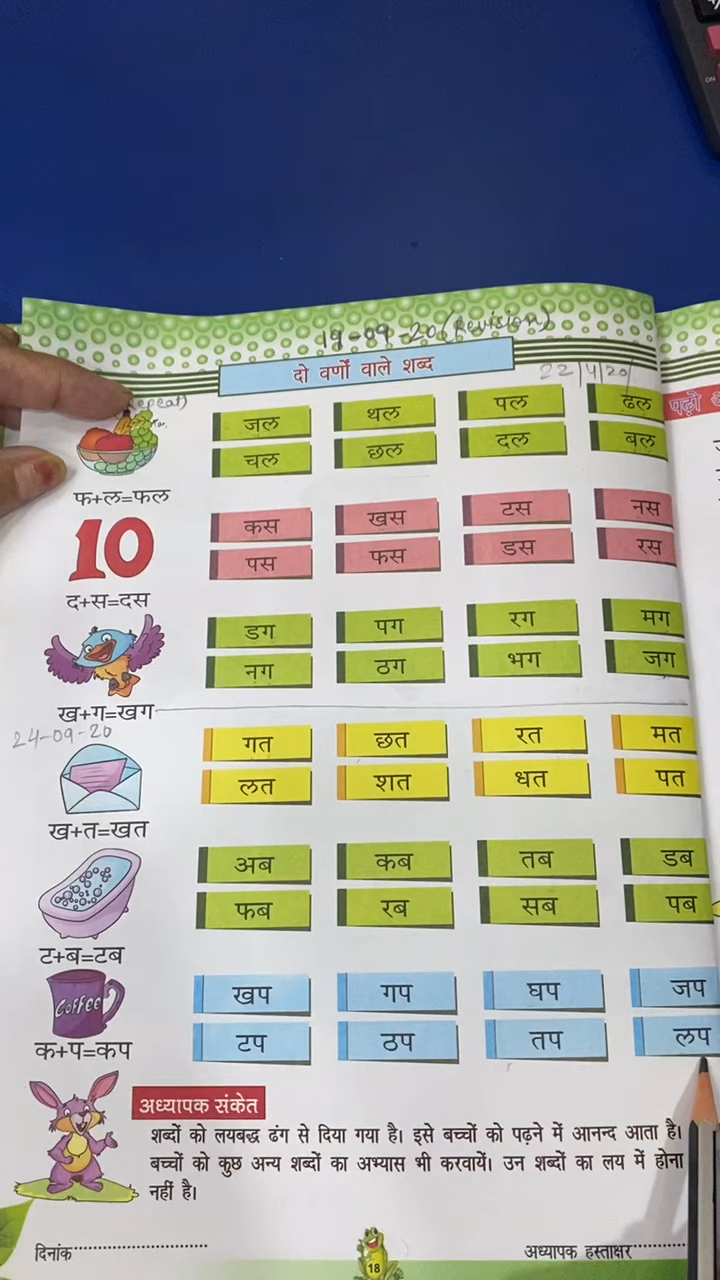 19-09-20 (Revision)
दो वर्णों वाले शब्द
22/4/20/
जल थल पल ढल
चल छल दल बल
फ+ल=फल
10
कस खस टस नस
पस फस डस रस
द+स=दस
डग पग रग मग
नग ठग भग जग
ख+ग=खग
24-09-20
गत छत रत मत
लत शत धत पत
ख+त=खत
अब कब तब डब
फब रब सब पब
ट+ब=टब
Coffee
खप गप घप जप
टप ठप तप लप
क+प=कप
अध्यापक संकेत
शब्दों को लयबद्ध ढंग से दिया गया है। इसे बच्चों को पढ़ने में आनन्द आता है।
बच्चों को कुछ अन्य शब्दों का अभ्यास भी करवायें। उन शब्दों का लय में होना
नहीं है।
दिनांक
अध्यापक हस्ताक्षर
18
पढ़ो
ON